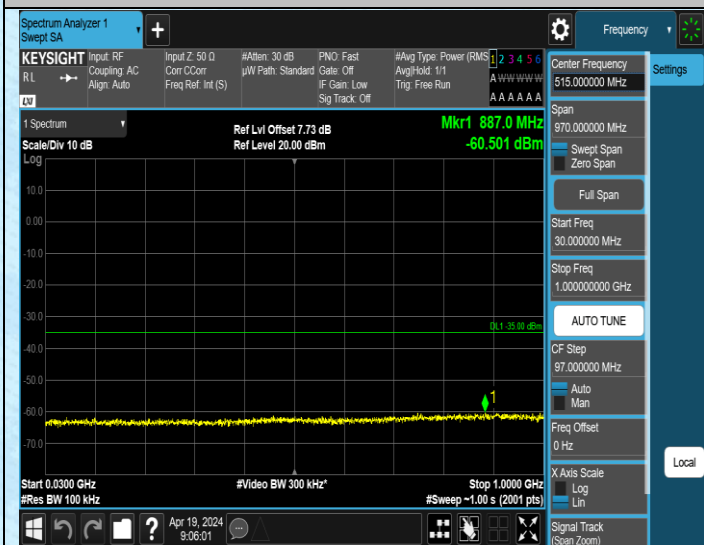 Spectrum Analyzer 1
Swept SA
+
Frequency
KEYSIGHT
RL
LXI
Input: RF
Coupling: AC
Align: Auto
Input Z: 50 Ω
Corr CCorr
Freq Ref: Int (S)
#Atten: 30 dB
µW Path: Standard
PNO: Fast
Gate: Off
IF Gain: Low
Sig Track: Off
#Avg Type: Power (RMS
Avg|Hold: 1/1
Trig: Free Run
1 2 3 4 5 6
A W W W W W
A A A A A A
1 Spectrum
Scale/Div 10 dB
Log
Ref Lvl Offset 7.73 dB
Ref Level 20.00 dBm
Mkr1 887.0 MHz
-60.501 dBm
10.0
0.00
-10.0
-20.0
-30.0
DL1 -35.00 dBm
-40.0
-50.0
1
-60.0
-70.0
Start 0.0300 GHz
#Res BW 100 kHz
#Video BW 300 kHz*
Stop 1.0000 GHz
#Sweep ~1.00 s (2001 pts)
?
Apr 19, 2024
9:06:01
Center Frequency
515.000000 MHz
Span
970.000000 MHz
Swept Span
Zero Span
Full Span
Start Freq
30.000000 MHz
Stop Freq
1.000000000 GHz
AUTO TUNE
CF Step
97.000000 MHz
Auto
Man
Freq Offset
0 Hz
X Axis Scale
Log
Lin
Signal Track
(Span Zoom)
Settings
Local